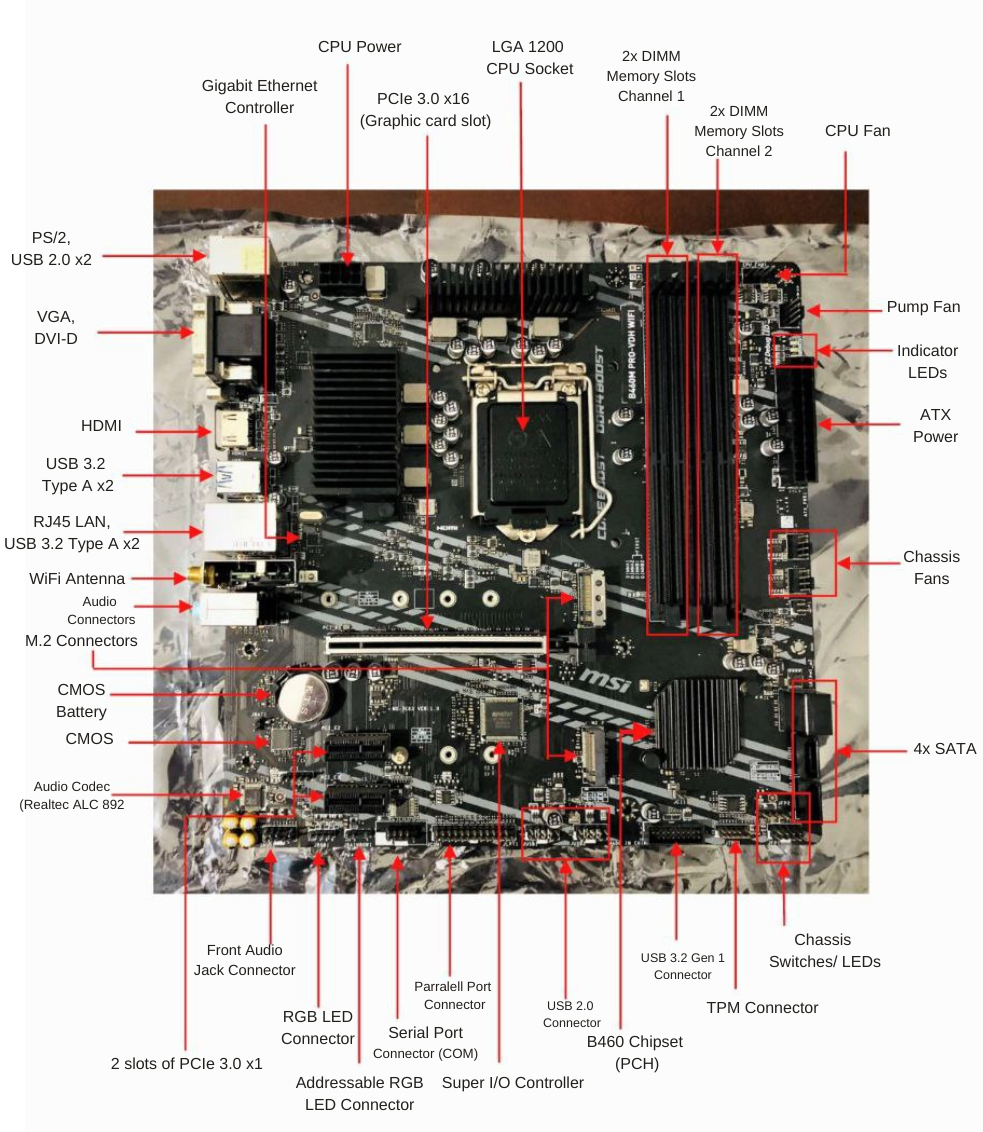 CPU Power
LGA 1200
CPU Socket
2x DIMM
Memory Slots
Channel 1
Gigabit Ethernet
Controller
PCIe 3.0 x16
(Graphic card slot)
2x DIMM
Memory Slots
Channel 2
CPU Fan
PS/2,
USB 2.0 x2
Pump Fan
VGA,
DVI-D
Indicator
LEDs
HDMI
ATX
Power
USB 3.2
Type A x2
RJ45 LAN,
USB 3.2 Type A x2
Chassis
Fans
WiFi Antenna
Audio
Connectors
M.2 Connectors
CMOS
Battery
CMOS
4x SATA
Audio Codec
(Realtec ALC 892
B460M PRO-VDH WIFI
DDR4 BOOST
CORE BOOST
EZ Debug LED
HDMI
msi
Front Audio
Jack Connector
Chassis
Switches/ LEDs
USB 3.2 Gen 1
Connector
Parralell Port
Connector
USB 2.0
Connector
TPM Connector
RGB LED
Connector
Serial Port
Connector (COM)
B460 Chipset
(PCH)
2 slots of PCIe 3.0 x1
Addressable RGB
LED Connector
Super I/O Controller